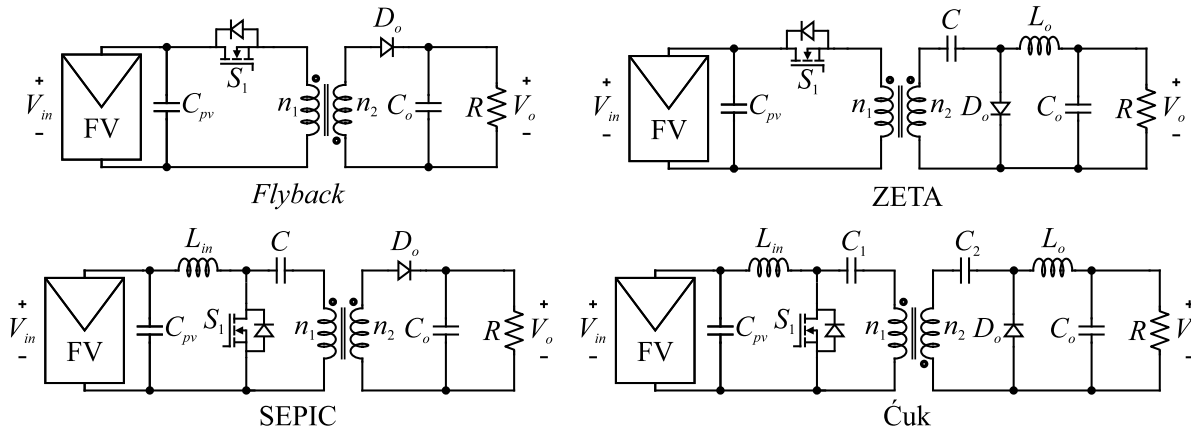 D_o
+
V_in
-
FV
C_pv
S_1
n_1
n_2
C_o
R
+
V_o
-
Flyback
C
L_o
+
V_in
-
FV
C_pv
S_1
n_1
n_2
D_o
C_o
R
+
V_o
-
ZETA
L_in
C
D_o
+
V_in
-
FV
C_pv
S_1
n_1
n_2
C_o
R
+
V_o
-
SEPIC
L_in
C_1
C_2
L_o
+
V_in
-
FV
C_pv
S_1
n_1
n_2
D_o
C_o
R
+
V
-
Ćuk